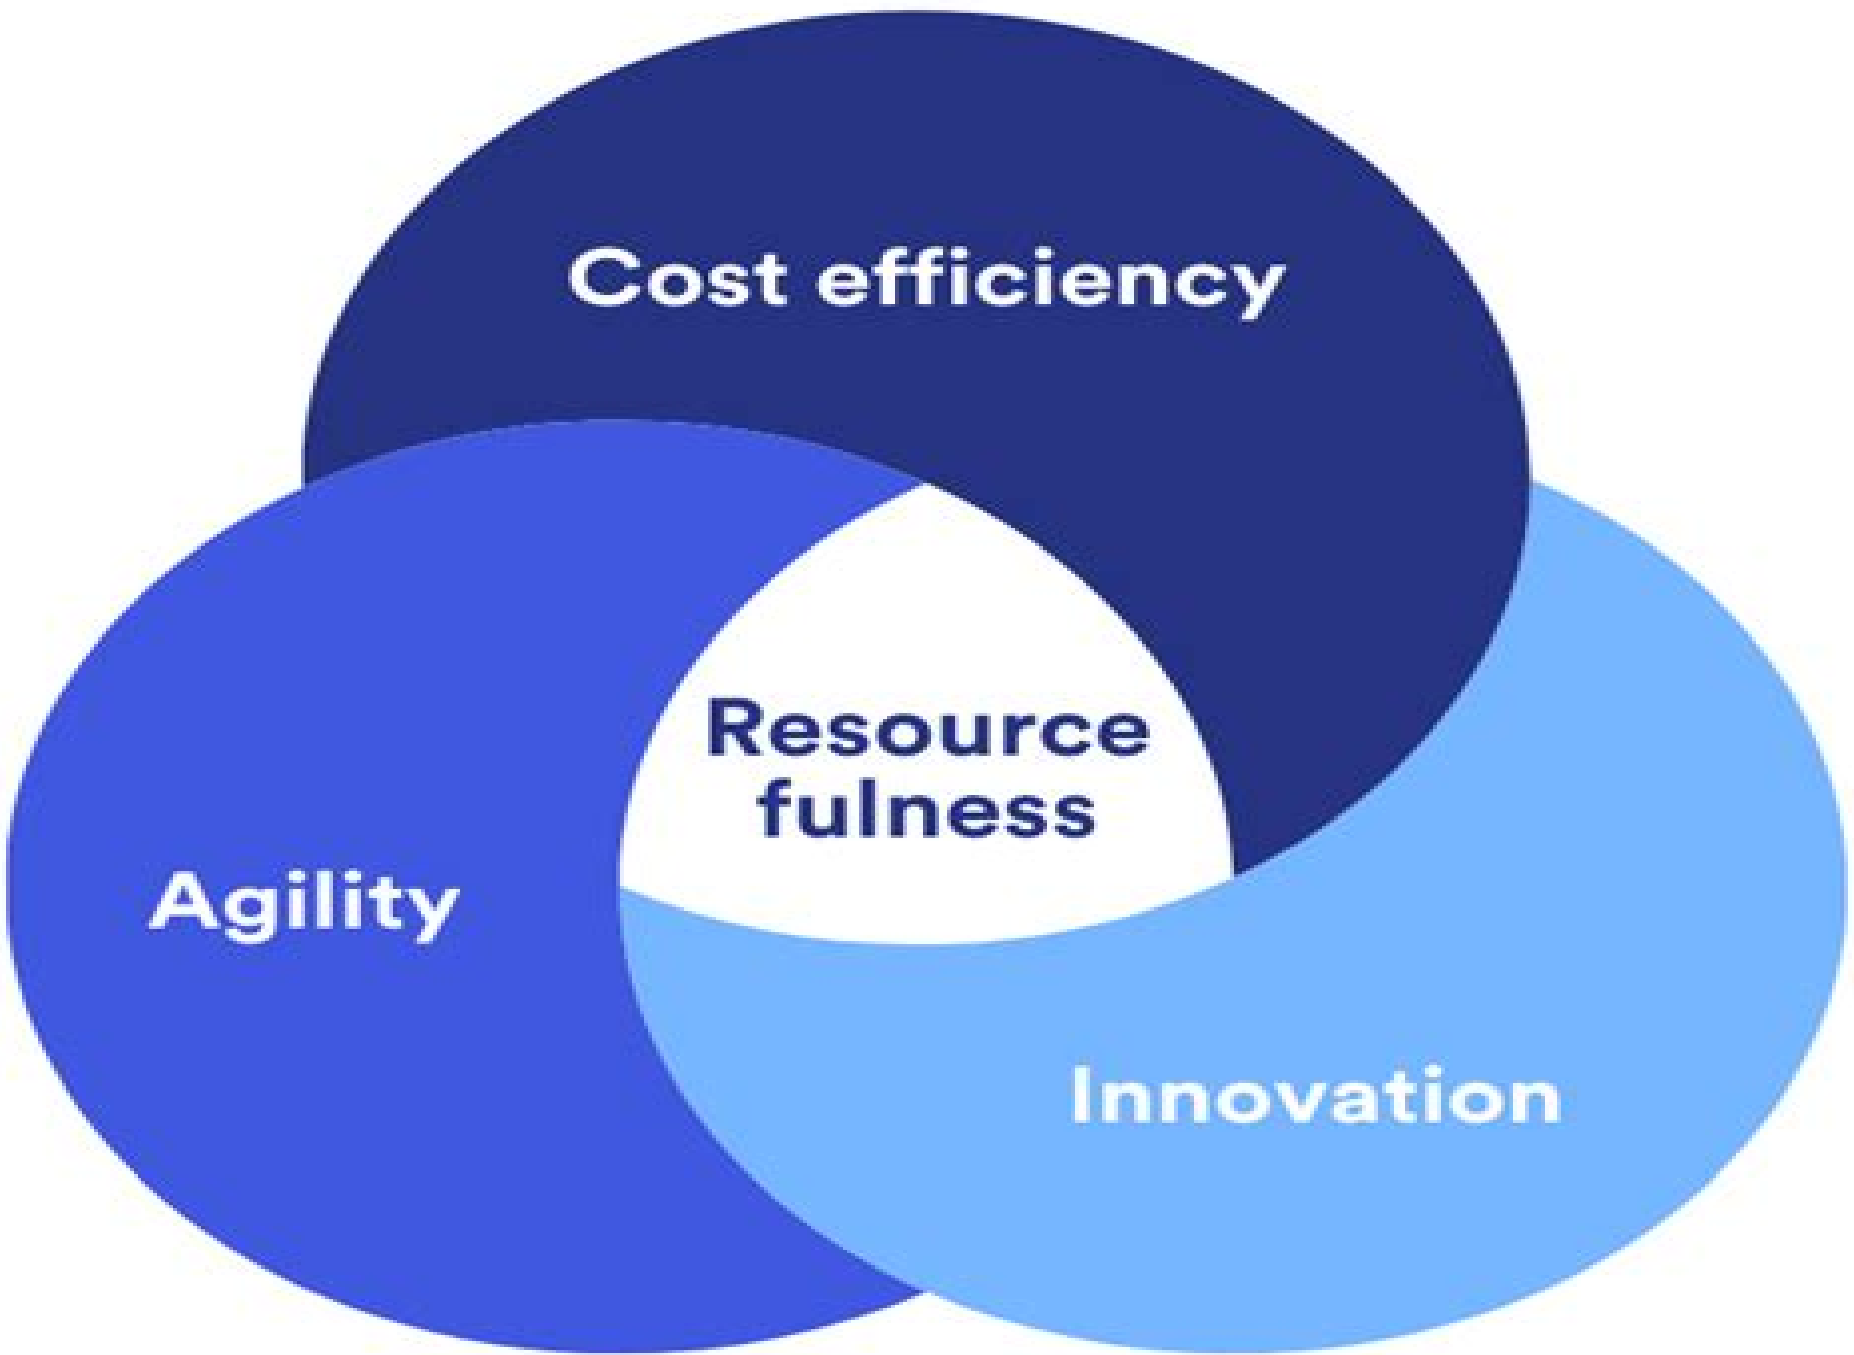 Cost efficiency
Resource
fulness
Agility
Innovation